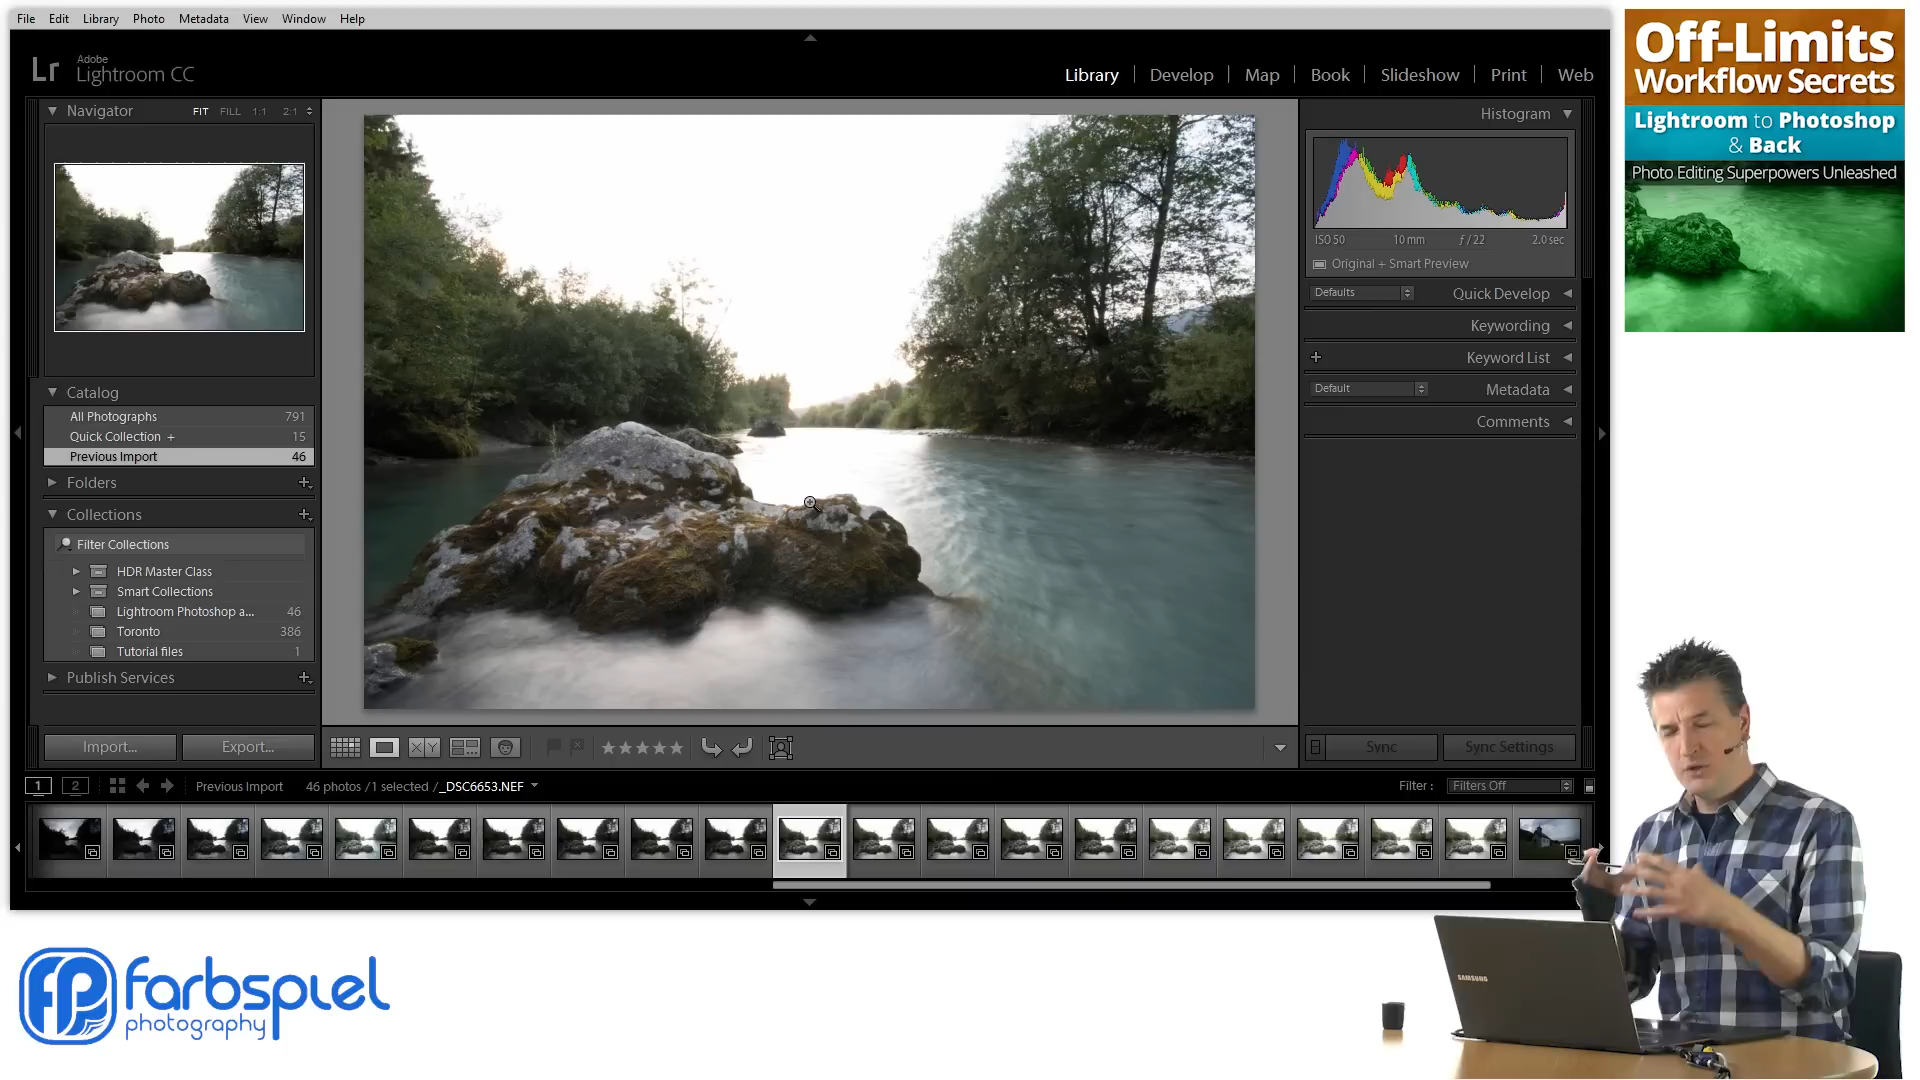 File Edit Library Photo Metadata View Window Help
Lr Adobe
Lightroom CC
Library Develop Map Book Slideshow Print Web
Navigator FIT FILL 1:1 2:1
Catalog
All Photographs 791
Quick Collection + 15
Previous Import 46
Folders
Collections
Filter Collections
HDR Master Class
Smart Collections
Lightroom Photoshop a... 46
Toronto 386
Tutorial files 1
Publish Services
Import... Export...
Histogram
ISO 50 10 mm ƒ / 22 2.0 sec
Original + Smart Preview
Defaults Quick Develop
Keywording
Keyword List
Default Metadata
Comments
Sync Sync Settings
X Y
1 2 Previous Import 46 photos / 1 selected / _DSC6653.NEF Filter : Filters Off
Off-Limits
Workflow Secrets
Lightroom to Photoshop
& Back
Photo Editing Superpowers Unleashed
fp farbspiel
photography
SAMSUNG